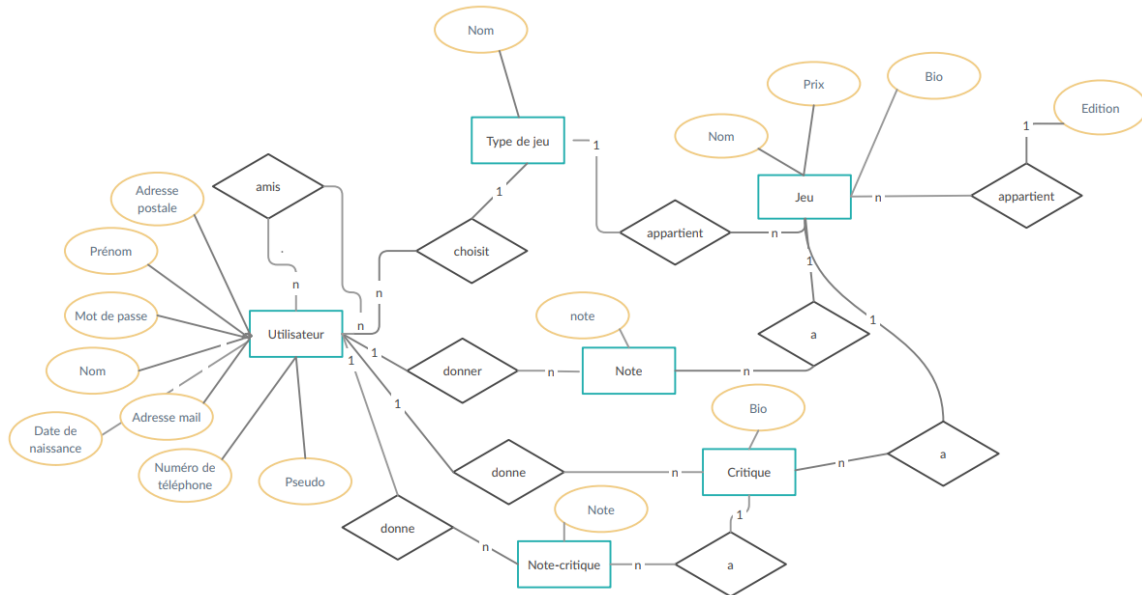 Nom
Bio
Prix
Edition
1
Nom
Type de jeu
1
amis
Adresse
postale
1
Jeu
n
appartient
appartient
n
choisit
Prénom
1
n
n
Mot de passe
note
1
n
Utilisateur
a
1
1
donner
n
Note
n
Nom
1
Bio
Adresse mail
Date de
naissance
a
n
Numéro de
téléphone
Pseudo
donne
n
Critique
Note
1
donne
n
Note-critique
n
a